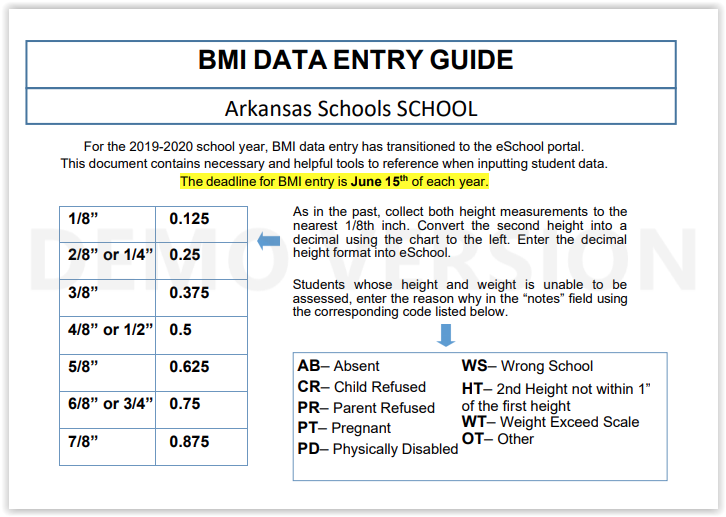 BMI DATA ENTRY GUIDE
Arkansas Schools SCHOOL
For the 2019-2020 school year, BMI data entry has transitioned to the eSchool portal.
This document contains necessary and helpful tools to reference when inputting student data.
The deadline for BMI entry is June 15th of each year.
1/8” 0.125
2/8” or 1/4” 0.25
3/8” 0.375
4/8” or 1/2” 0.5
5/8” 0.625
6/8” or 3/4” 0.75
7/8” 0.875
As in the past, collect both height measurements to the
nearest 1/8th inch. Convert the second height into a
decimal using the chart to the left. Enter the decimal
height format into eSchool.
Students whose height and weight is unable to be
assessed, enter the reason why in the “notes” field using
the corresponding code listed below.
AB– Absent
CR– Child Refused
PR– Parent Refused
PT– Pregnant
PD– Physically Disabled
WS– Wrong School
HT– 2nd Height not within 1”
of the first height
WT– Weight Exceed Scale
OT– Other
DEMO VERSION